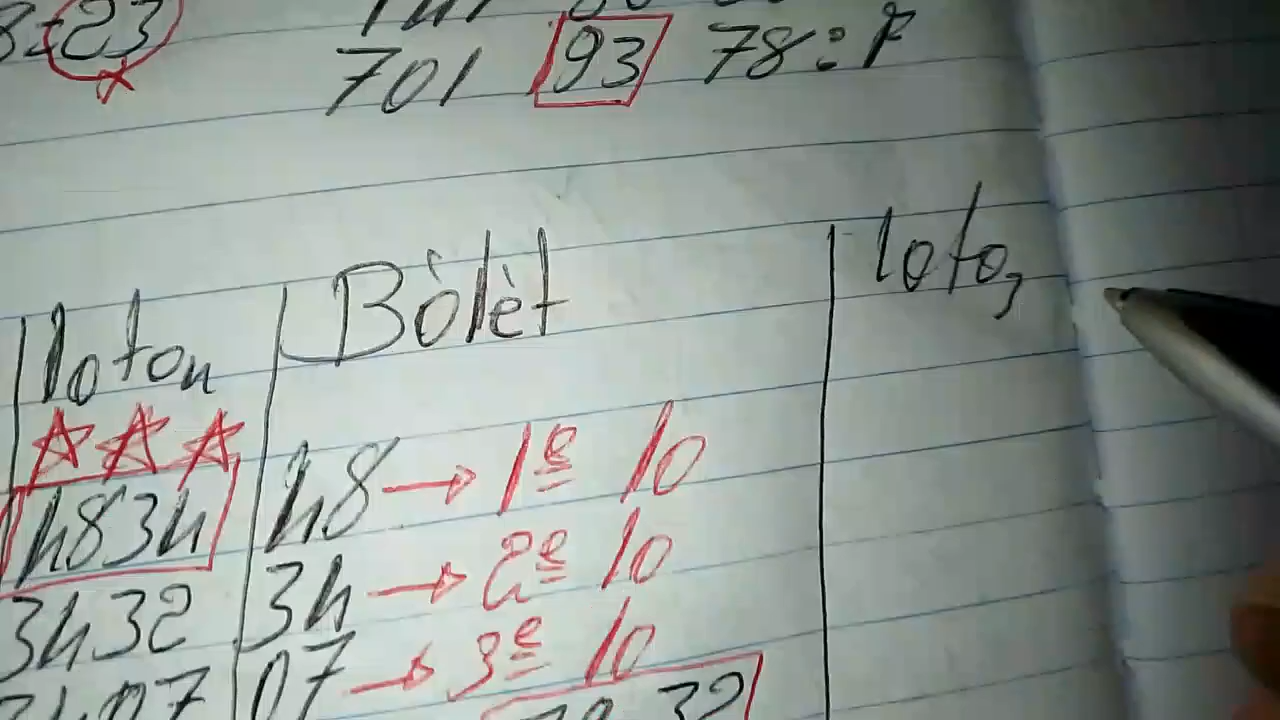 701 93 78:
loton Bòlèt loto,
48 → 1e 10
4834
34 → 2e 10
3432
07 → 3e 10